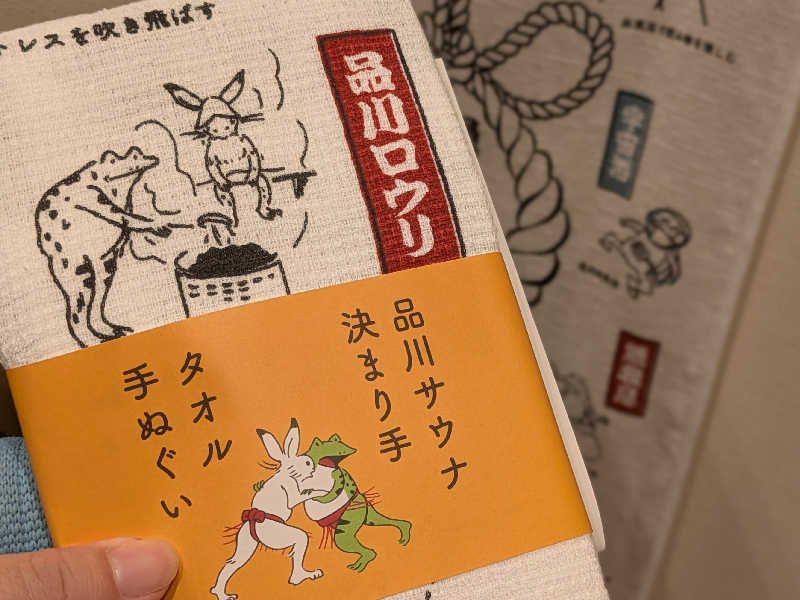 トレスを吹き飛ばす
品川ロウリ
品川サウナ
決まり手
タオル
手ぬぐい